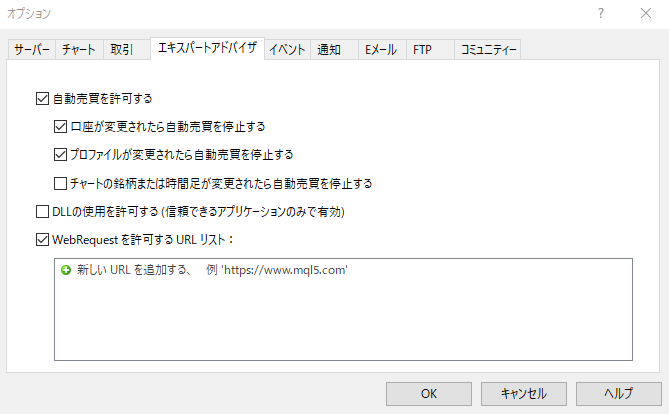 オプション
?
サーバー チャート 取引 エキスパートアドバイザ イベント 通知 Eメール FTP コミュニティー
自動売買を許可する
口座が変更されたら自動売買を停止する
プロファイルが変更されたら自動売買を停止する
チャートの銘柄または時間足が変更されたら自動売買を停止する
DLLの使用を許可する (信頼できるアプリケーションのみで有効)
WebRequest を許可する URL リスト：
新しい URL を追加する、 例 'https://www.mql5.com'
OK キャンセル ヘルプ